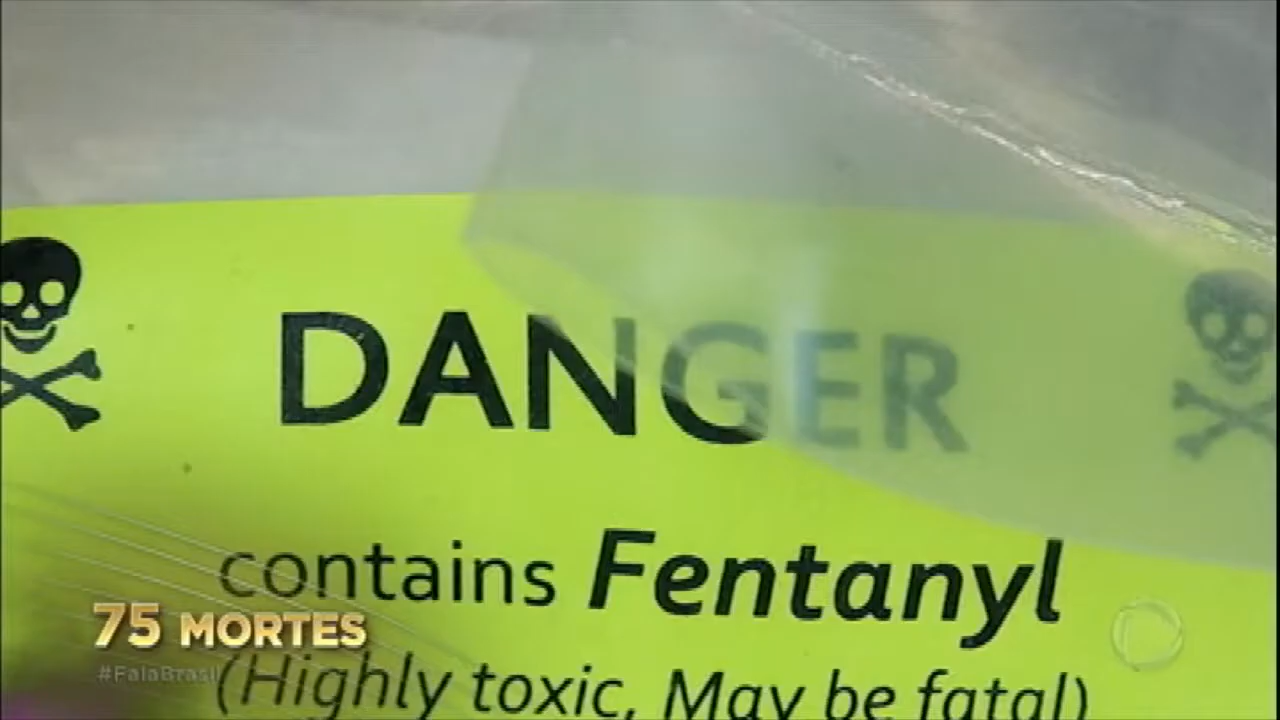 DANGER
contains Fentanyl
75 MORTES
#FalaBrasil
(Highly toxic, May be fatal)